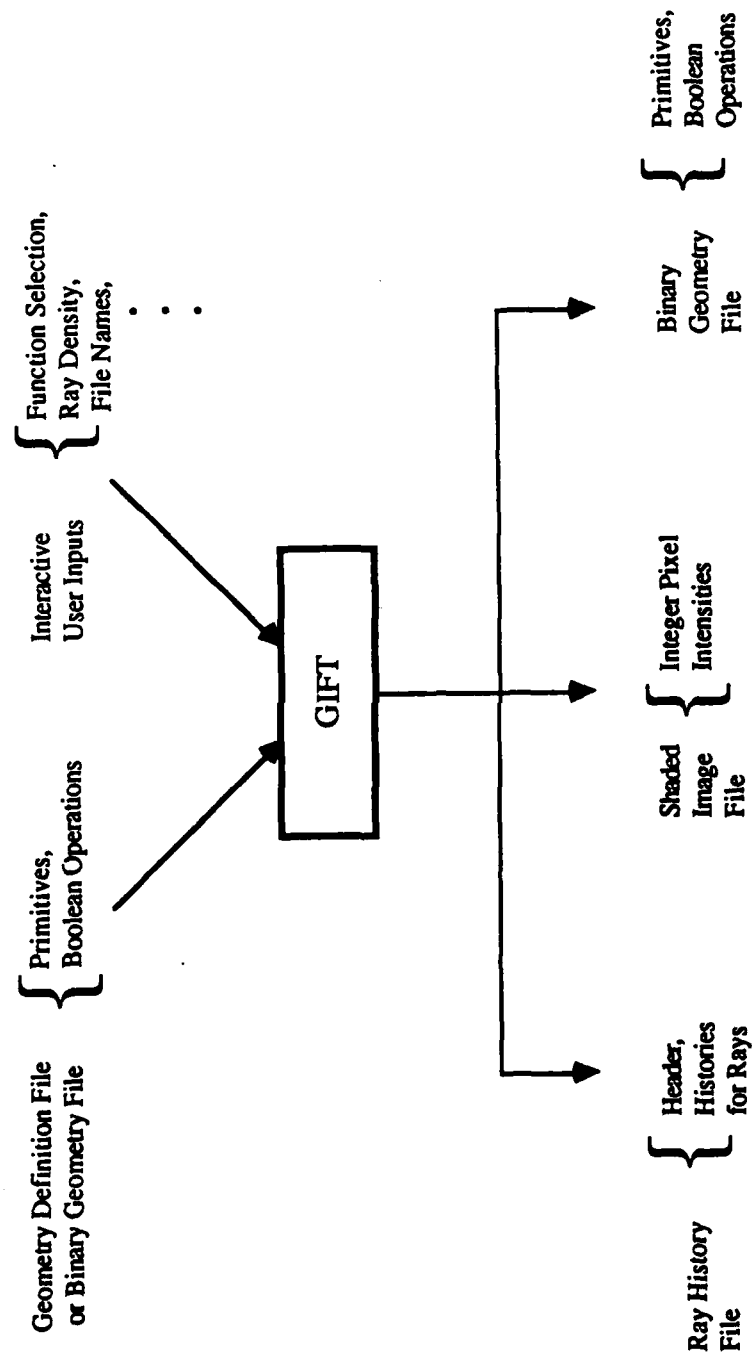 Geometry Definition File
or Binary Geometry File
{ Primitives,
Boolean Operations
Interactive
User Inputs
{ Function Selection,
Ray Density,
File Names,
. . .
GIFT
Ray History
File
{ Header,
Histories
for Rays
Shaded
Image
File
{ Integer Pixel
Intensities
Binary
Geometry
File
{ Primitives,
Boolean
Operations